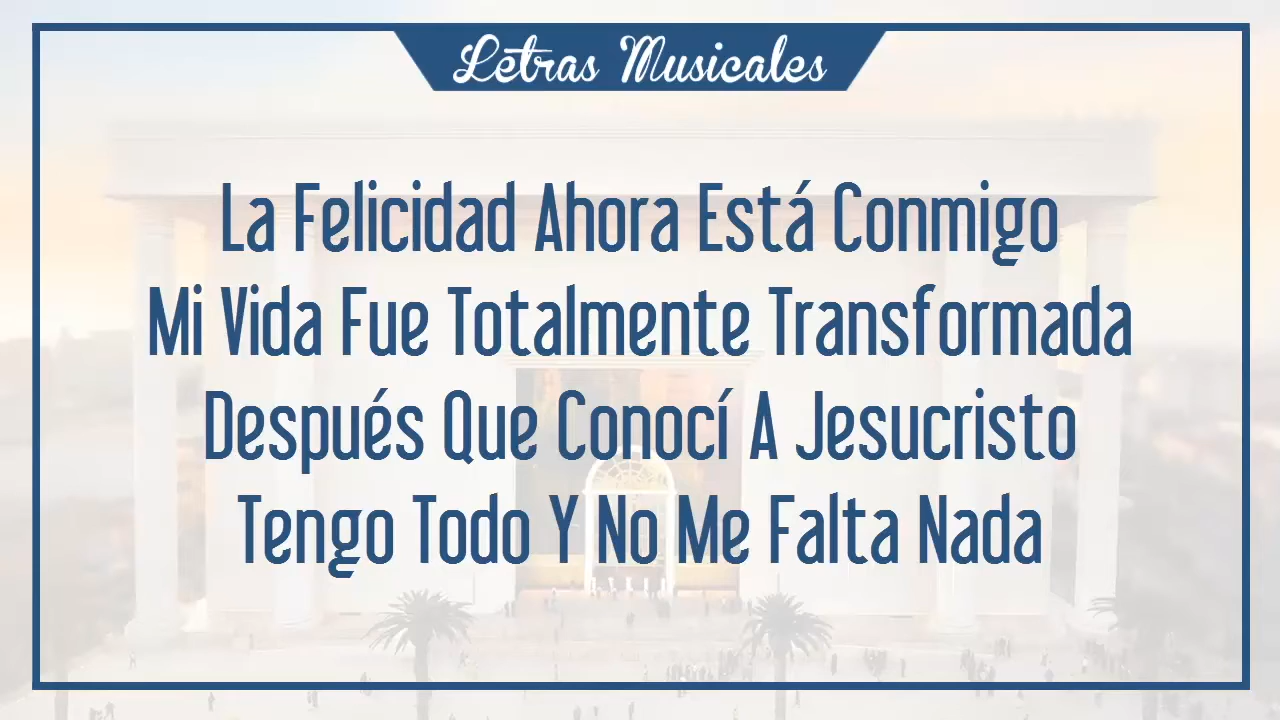 Letras Musicales
La Felicidad Ahora Está Conmigo
Mi Vida Fue Totalmente Transformada
Después Que Conocí A Jesucristo
Tengo Todo Y No Me Falta Nada